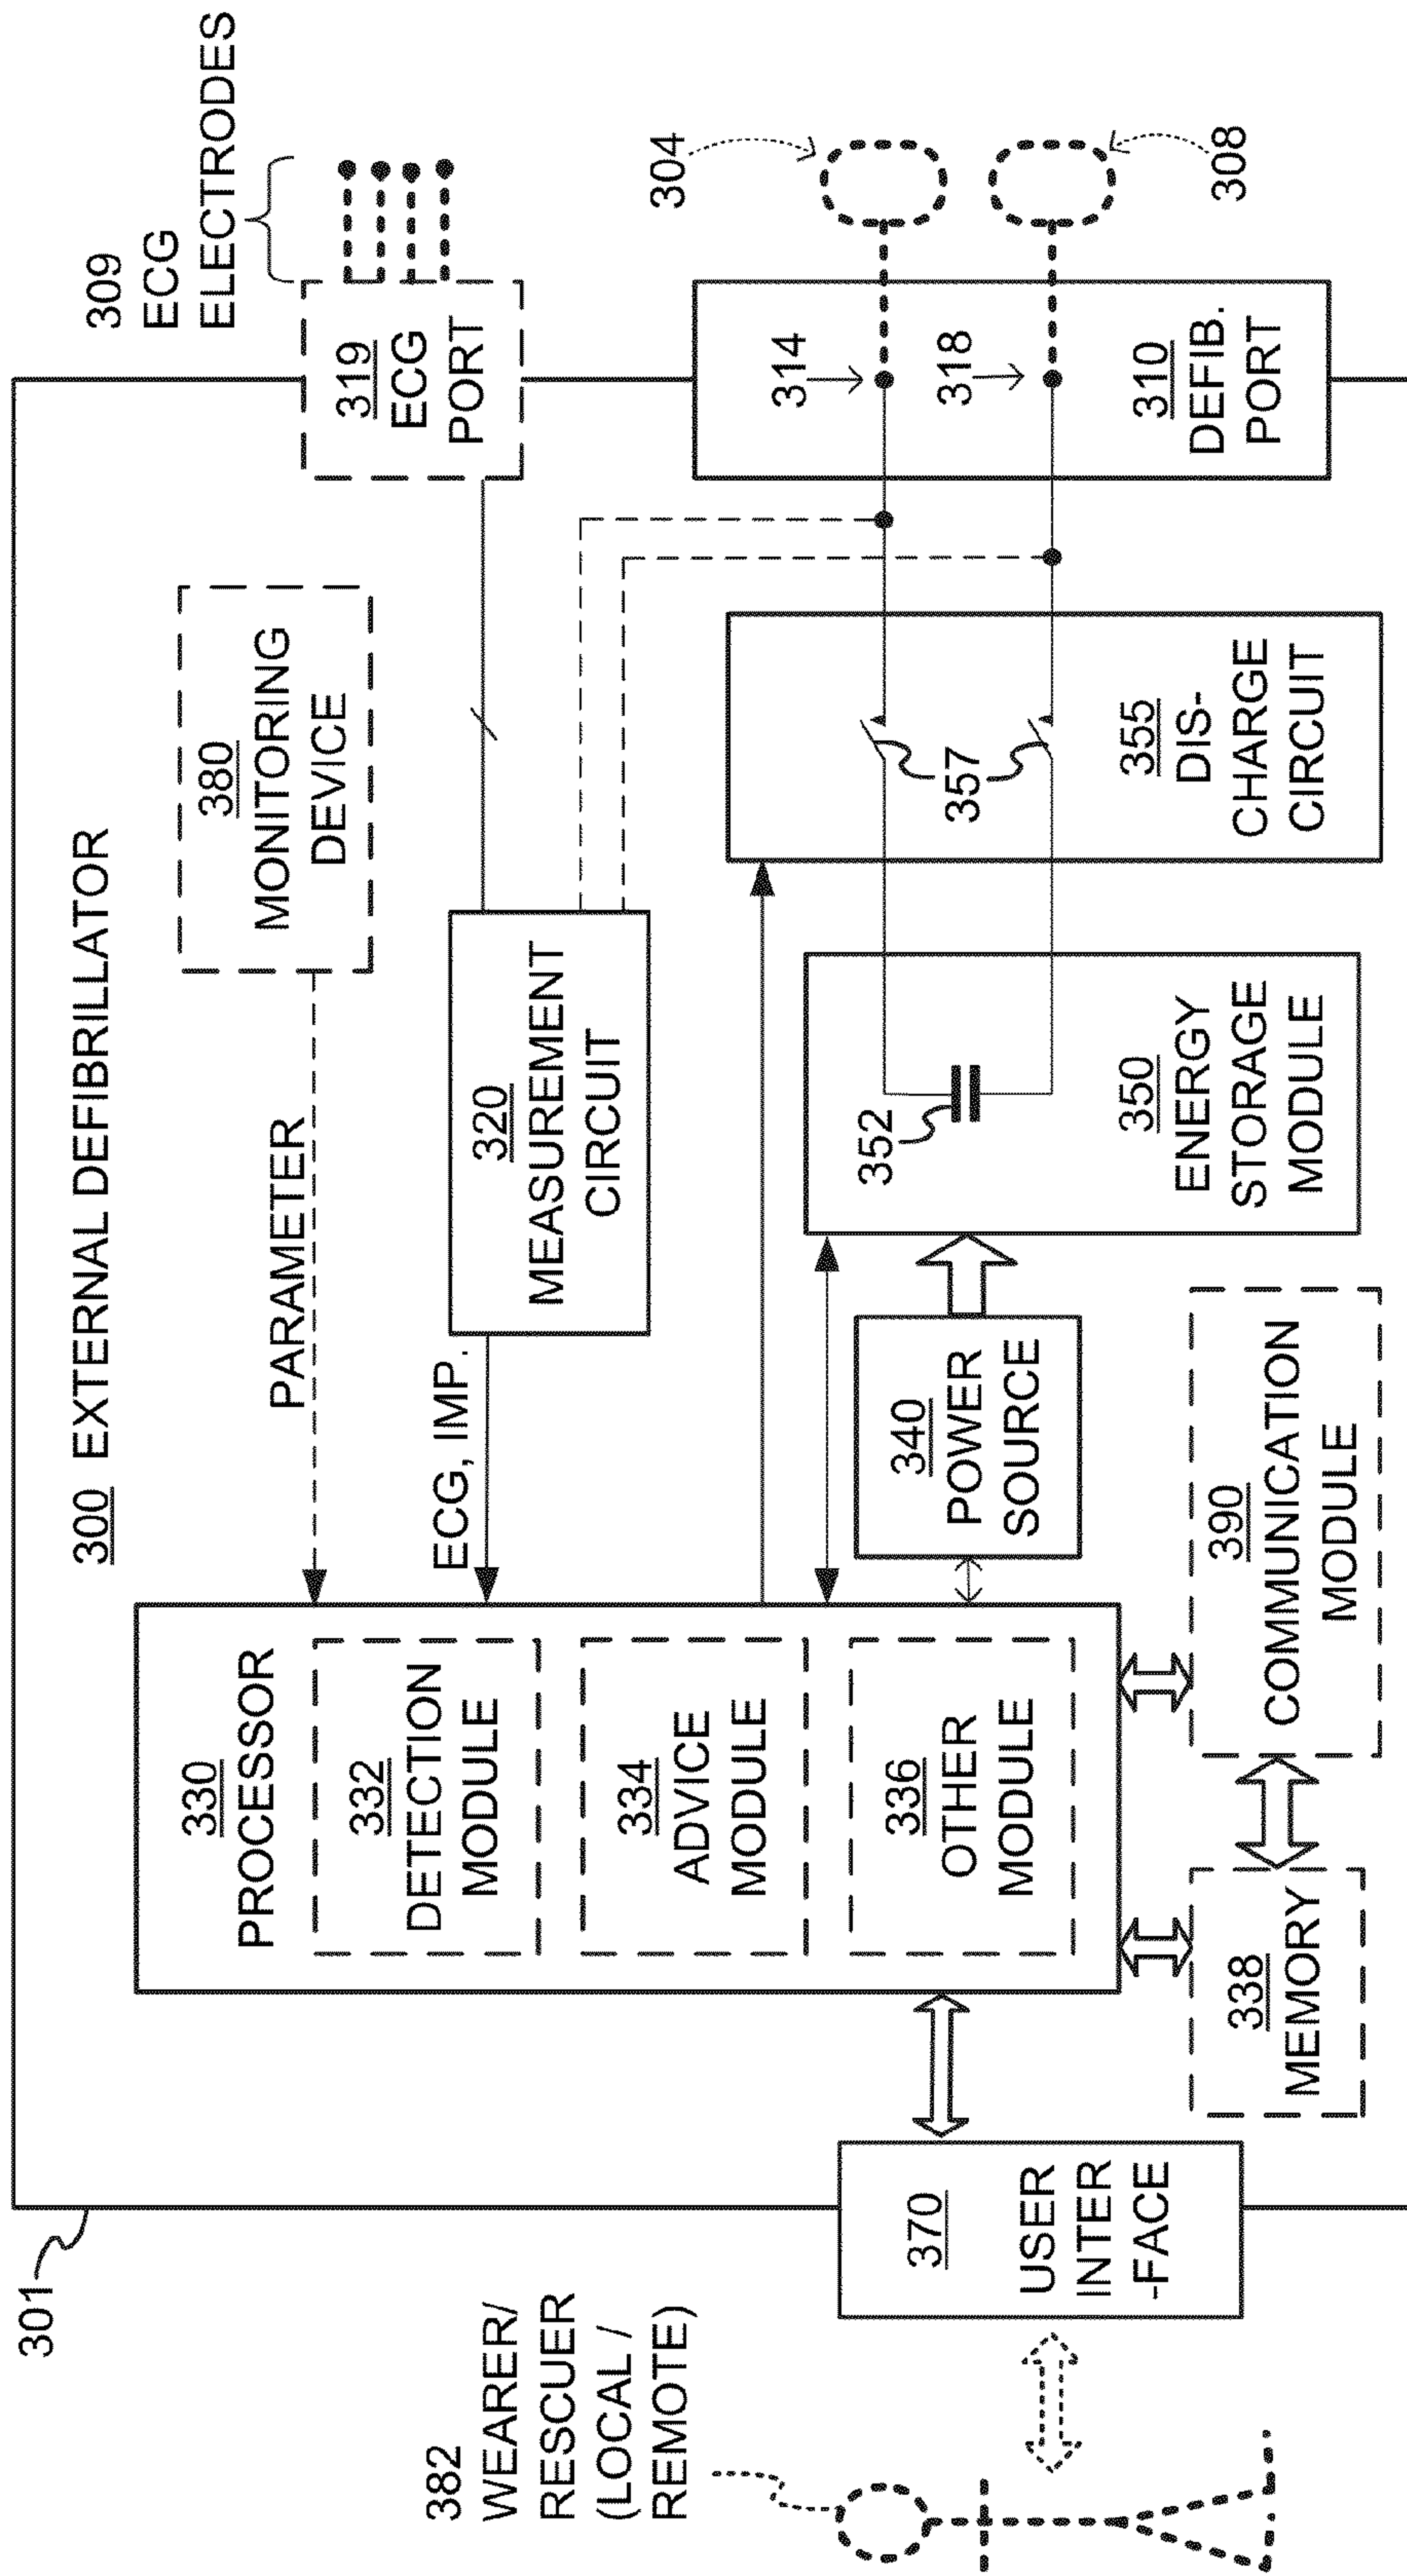 300 EXTERNAL DEFIBRILLATOR
301
309
ECG
ELECTRODES
319
ECG
PORT
380
MONITORING
DEVICE
PARAMETER
320
MEASUREMENT
CIRCUIT
ECG, IMP.
330
PROCESSOR
332
DETECTION
MODULE
334
ADVICE
MODULE
336
OTHER
MODULE
304
308
314
318
310
DEFIB.
PORT
357
355
DIS-
CHARGE
CIRCUIT
352
350
ENERGY
STORAGE
MODULE
340
POWER
SOURCE
390
COMMUNICATION
MODULE
338
MEMORY
370
USER
INTER
-FACE
382
WEARER/
RESCUER
(LOCAL /
REMOTE)